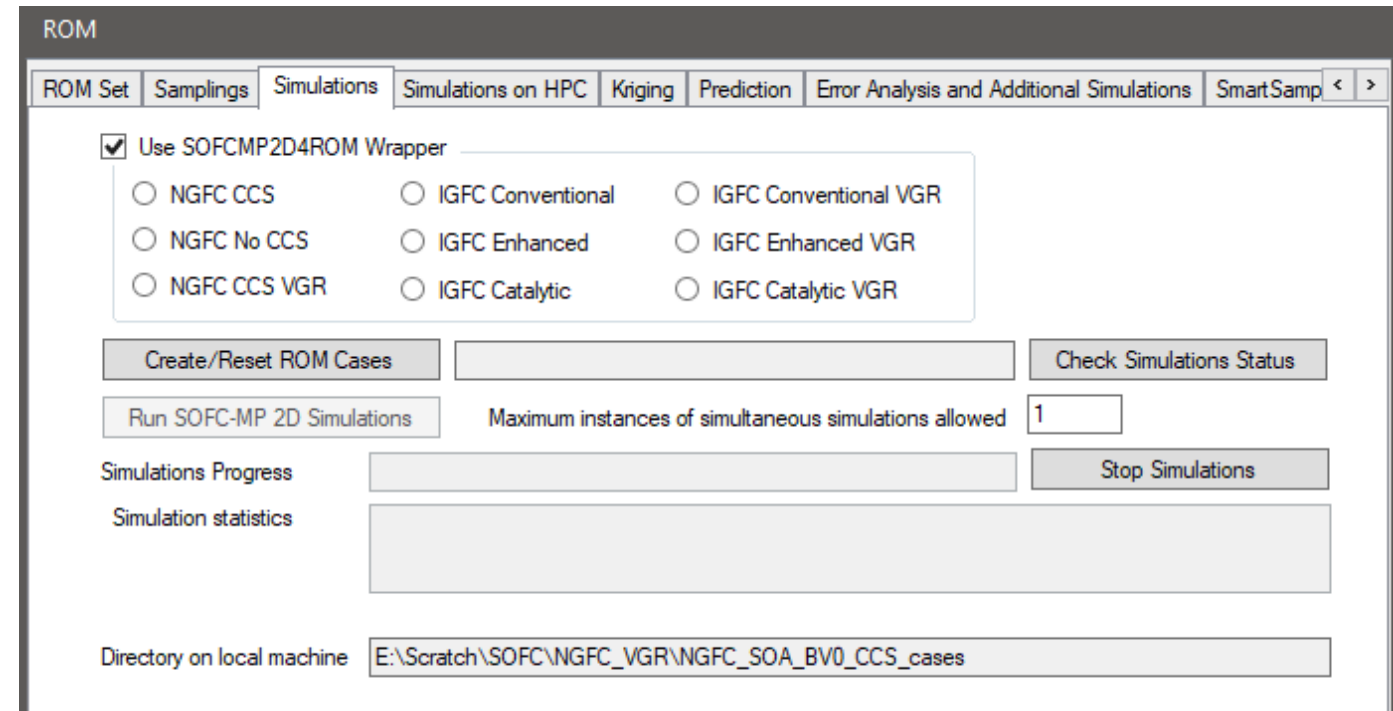 ROM
ROM Set Samplings Simulations Simulations on HPC Kriging Prediction Error Analysis and Additional Simulations SmartSamp < >
Use SOFCMP2D4ROM Wrapper
NGFC CCS IGFC Conventional IGFC Conventional VGR
NGFC No CCS IGFC Enhanced IGFC Enhanced VGR
NGFC CCS VGR IGFC Catalytic IGFC Catalytic VGR
Create/Reset ROM Cases Check Simulations Status
Run SOFC-MP 2D Simulations Maximum instances of simultaneous simulations allowed 1
Simulations Progress Stop Simulations
Simulation statistics
Directory on local machine E:\Scratch\SOFC\NGFC_VGR\NGFC_SOA_BV0_CCS_cases